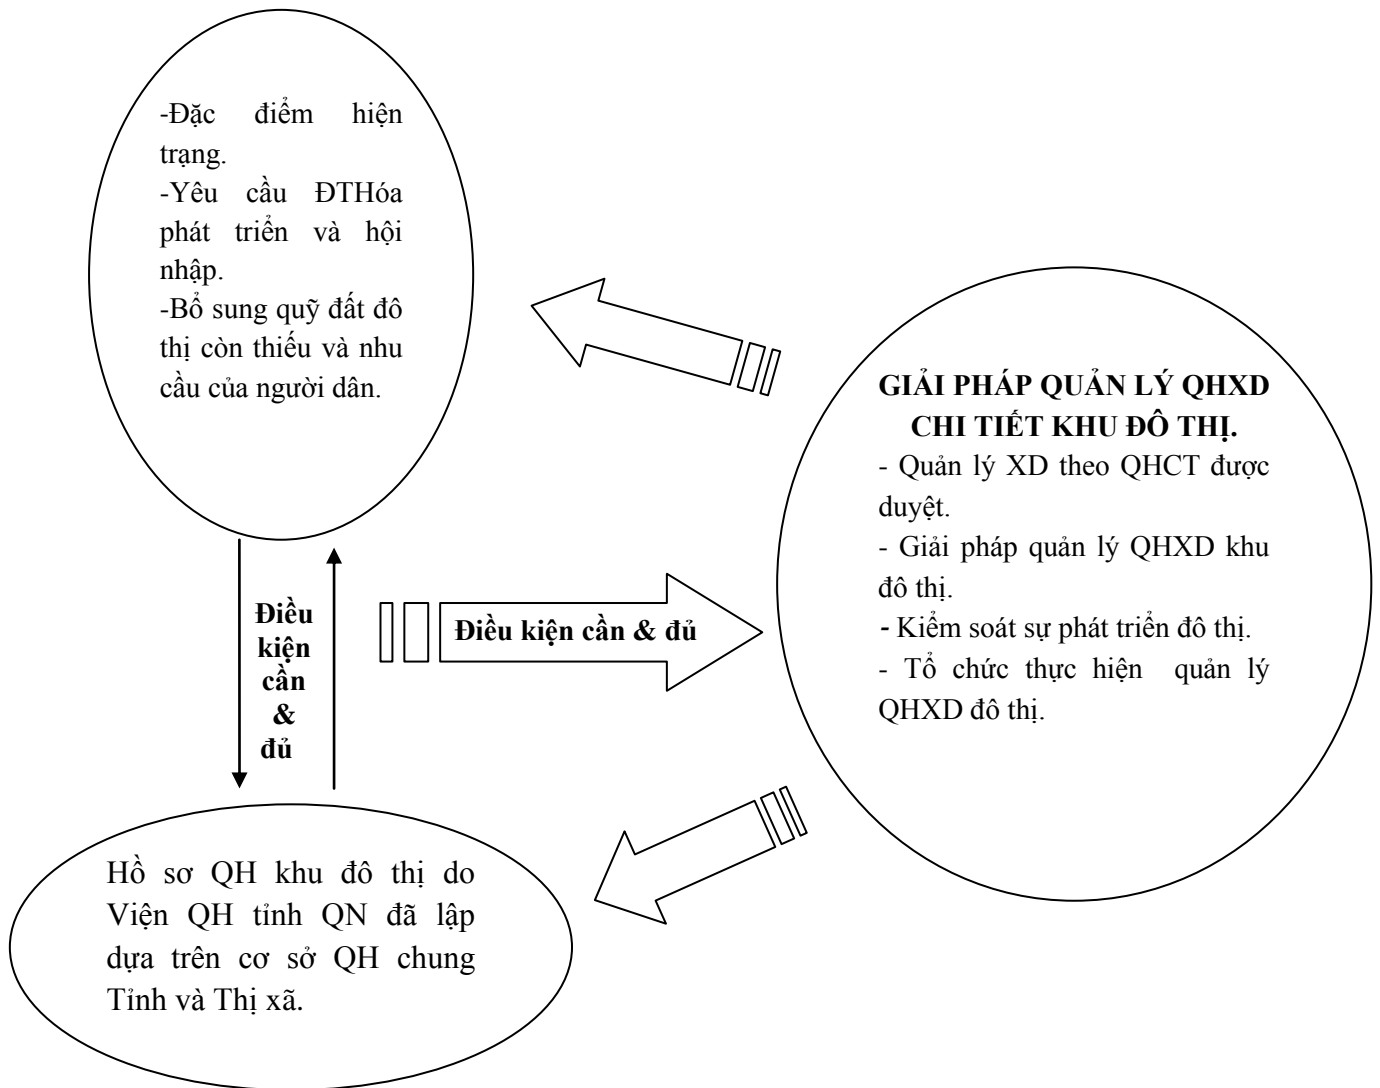 -Đặc điểm hiện
trạng.
-Yêu cầu ĐTHóa
phát triển và hội
nhập.
-Bổ sung quỹ đất đô
thị còn thiếu và nhu
cầu của người dân.
GIẢI PHÁP QUẢN LÝ QHXD
CHI TIẾT KHU ĐÔ THỊ.
- Quản lý XD theo QHCT được
duyệt.
- Giải pháp quản lý QHXD khu
đô thị.
- Kiểm soát sự phát triển đô thị.
- Tổ chức thực hiện quản lý
QHXD đô thị.
Điều
kiện
cần
&
đủ
Điều kiện cần & đủ
Hồ sơ QH khu đô thị do
Viện QH tỉnh QN đã lập
dựa trên cơ sở QH chung
Tỉnh và Thị xã.